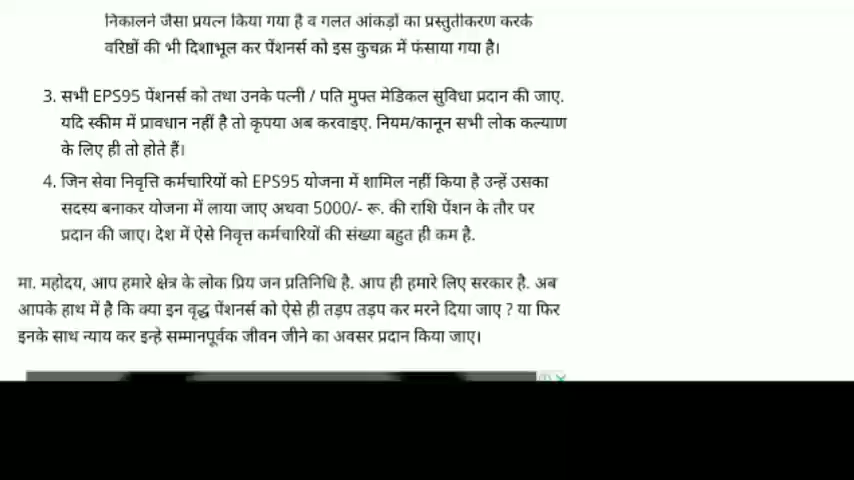 निकालने जैसा प्रयत्न किया गया है व गलत आंकड़ों का प्रस्तुतीकरण करके
वरिष्ठों की भी दिशाभूल कर पेंशनर्स को इस कुचक्र में फंसाया गया है।
3. सभी EPS95 पेंशनर्स को तथा उनके पत्नी / पति मुफ्त मेडिकल सुविधा प्रदान की जाए.
यदि स्कीम में प्रावधान नहीं है तो कृपया अब करवाइए. नियम/कानून सभी लोक कल्याण
के लिए ही तो होते हैं।
4. जिन सेवा निवृत्ति कर्मचारियों को EPS95 योजना में शामिल नहीं किया है उन्हें उसका
सदस्य बनाकर योजना में लाया जाए अथवा 5000/- रू. की राशि पेंशन के तौर पर
प्रदान की जाए। देश में ऐसे निवृत्त कर्मचारियों की संख्या बहुत ही कम है.
मा. महोदय, आप हमारे क्षेत्र के लोक प्रिय जन प्रतिनिधि है. आप ही हमारे लिए सरकार है. अब
आपके हाथ में है कि क्या इन वृद्ध पेंशनर्स को ऐसे ही तड़प तड़प कर मरने दिया जाए ? या फिर
इनके साथ न्याय कर इन्हे सम्मानपूर्वक जीवन जीने का अवसर प्रदान किया जाए।